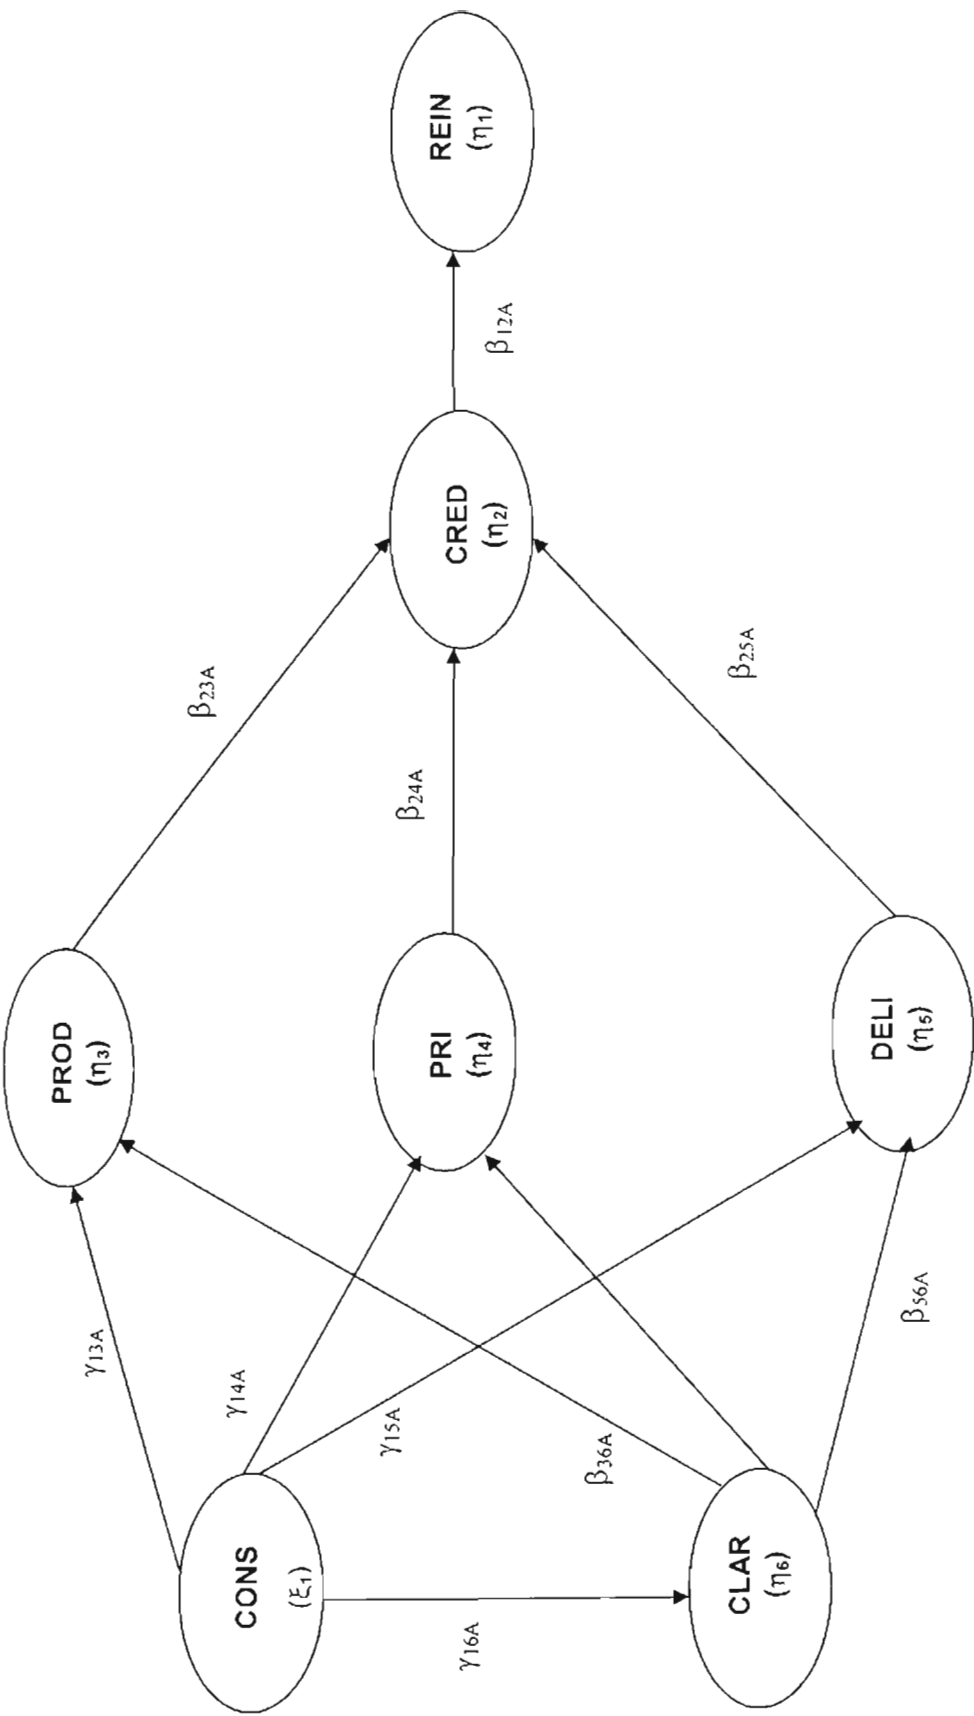 PROD
(η3)
γ13A
β23A
CONS
(ξ1)
γ14A
γ15A
PRI
(η4)
β24A
CRED
(η2)
β12A
REIN
(η1)
γ16A
β36A
β25A
CLAR
(η6)
β56A
DELI
(η5)